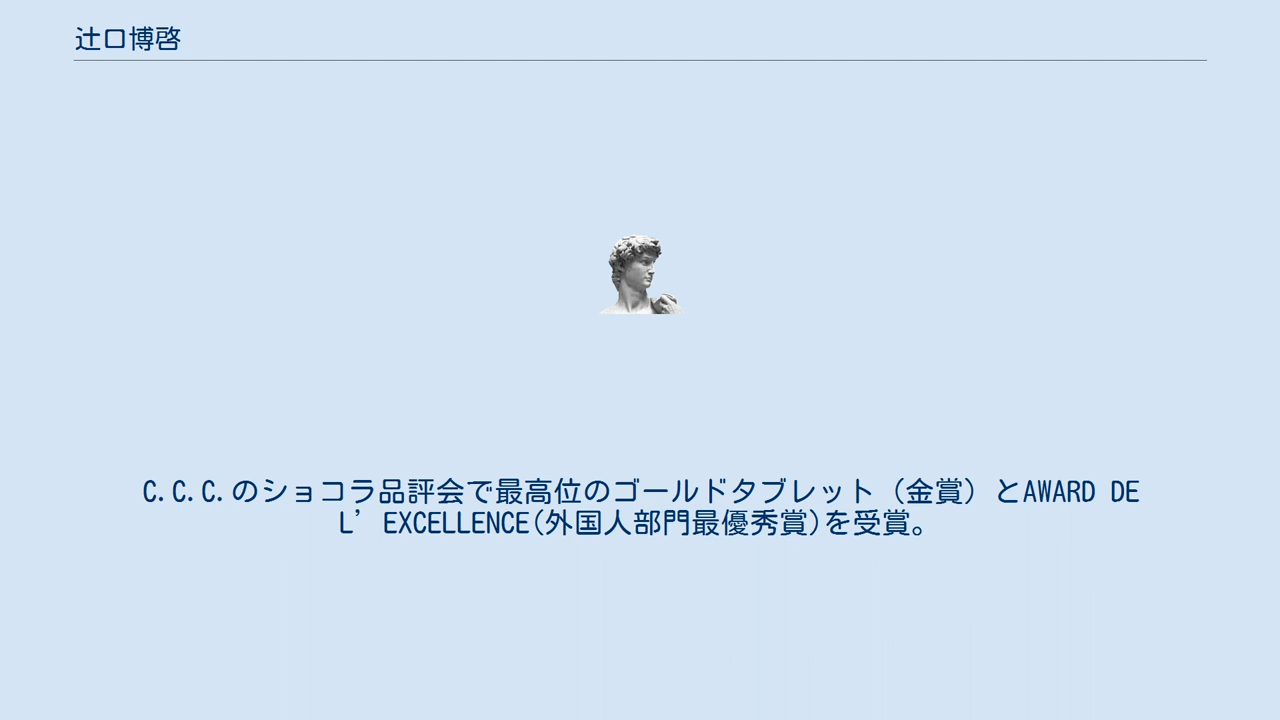 辻口博啓
C.C.C.のショコラ品評会で最高位のゴールドタブレット（金賞）とAWARD DE
L’EXCELLENCE(外国人部門最優秀賞)を受賞。